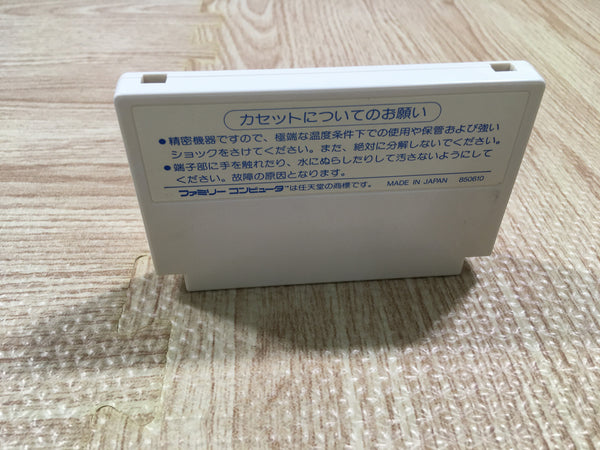 カセットについてのお願い
●精密機器ですので、極端な温度条件下での使用や保管および強い
ショックをさけてください。また、絶対に分解しないでください。
●端子部に手を触れたり、水にぬらしたりして汚さないようにして
ください。故障の原因となります。
ファミリーコンピュータ™は任天堂の商標です。 MADE IN JAPAN 850610